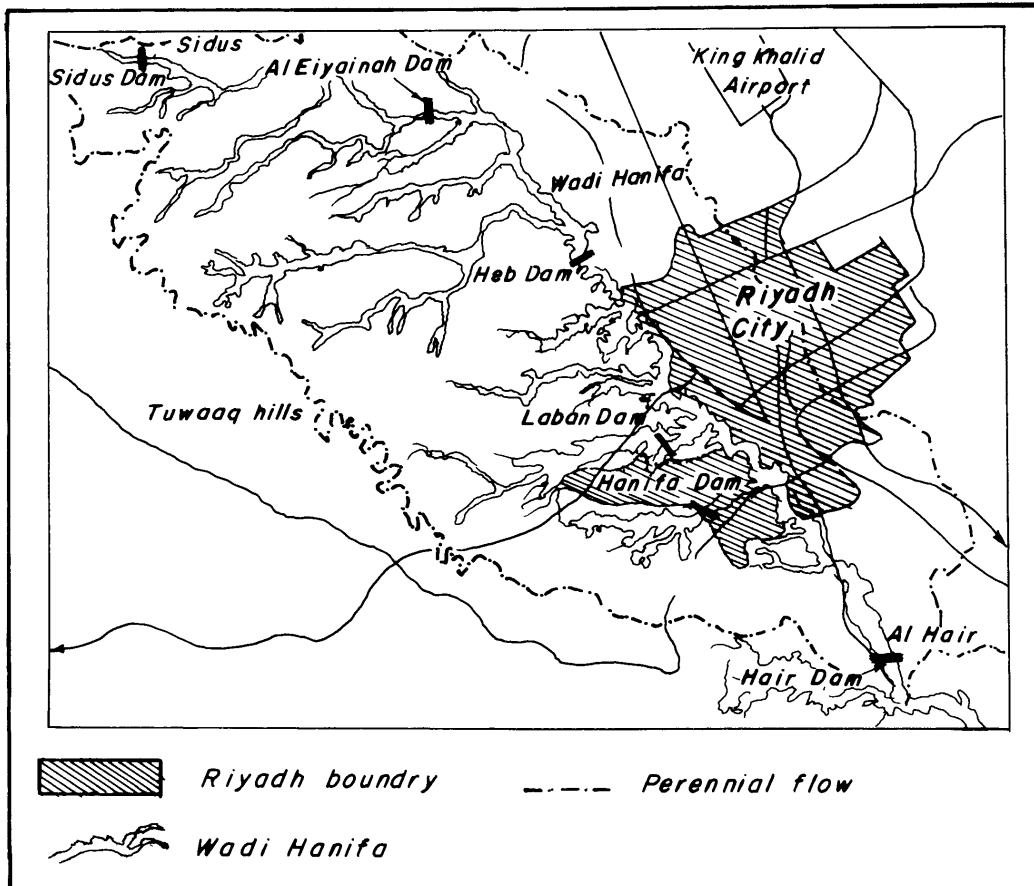 Sidus
Sidus Dam
Al Eiyainah Dam
King Khalid
Airport
Wadi Hanifa
Heb Dam
Riyadh
City
Tuwaaq hills
Laban Dam
Hanifa Dam
Al Hair
Hair Dam
Riyadh boundry
Perennial flow
Wadi Hanifa